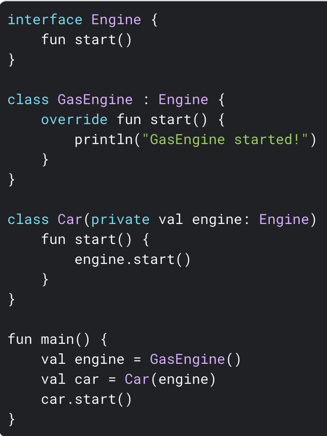 interface Engine {
    fun start()
}

class GasEngine : Engine {
    override fun start() {
        println("GasEngine started!")
    }
}

class Car(private val engine: Engine)
    fun start() {
        engine.start()
    }
}

fun main() {
    val engine = GasEngine()
    val car = Car(engine)
    car.start()
}